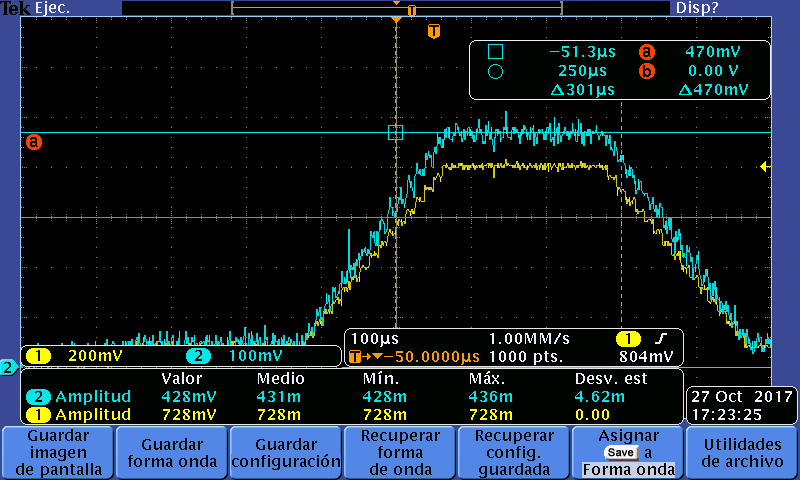 Tek Ejec. Disp?
T
T
-51.3µs a 470mV
250µs b 0.00 V
Δ301µs Δ470mV
a
1 200mV 2 100mV
100µs 1.00MM/s 1
T→▼-50.0000µs 1000 pts. 804mV
2
Valor Medio Mín. Máx. Desv. est
2 Amplitud 428mV 431m 428m 436m 4.62m
1 Amplitud 728mV 728m 728m 728m 0.00
27 Oct 2017
17:23:25
Guardar imagen de pantalla
Guardar forma onda
Guardar configuración
Recuperar forma de onda
Recuperar config. guardada
Asignar Save a Forma onda
Utilidades de archivo